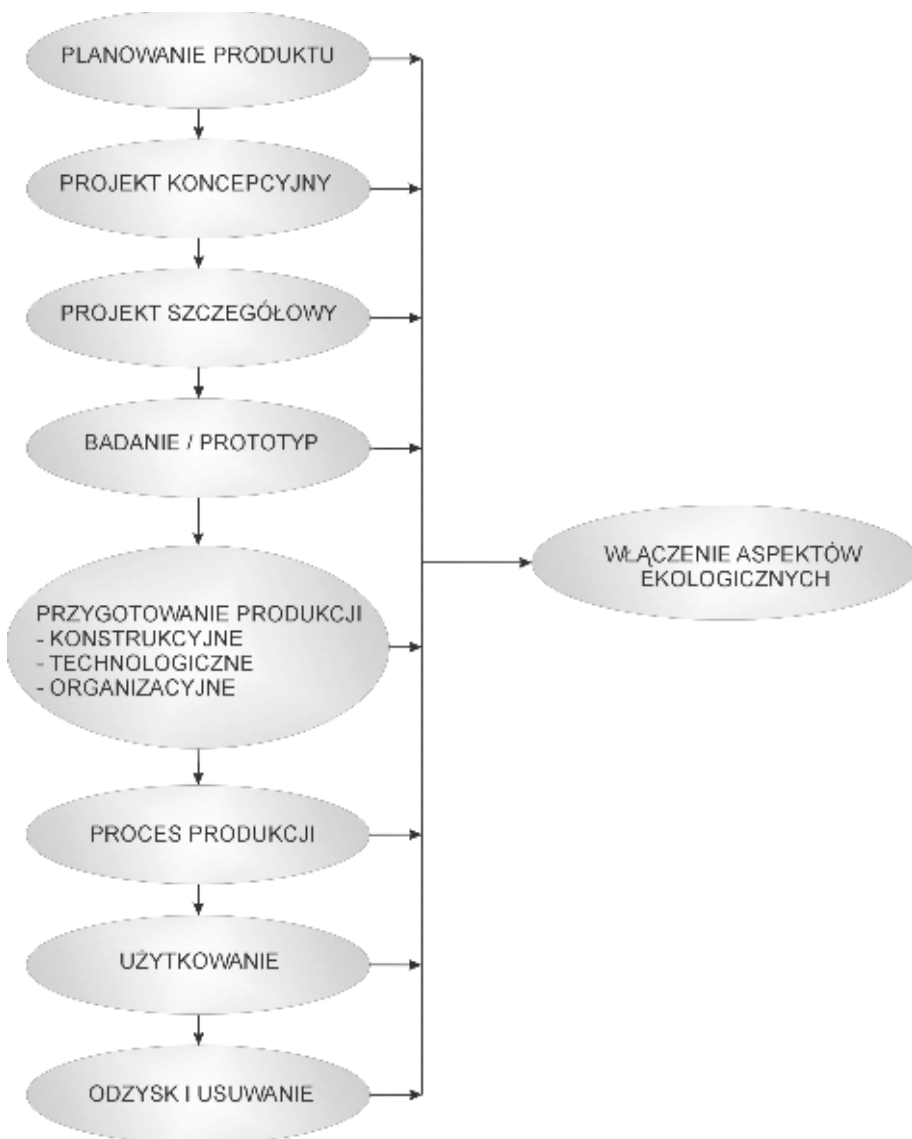 PLANOWANIE PRODUKTU
PROJEKT KONCEPCYJNY
PROJEKT SZCZEGÓŁOWY
BADANIE / PROTOTYP
PRZYGOTOWANIE PRODUKCJI
- KONSTRUKCYJNE
- TECHNOLOGICZNE
- ORGANIZACYJNE
PROCES PRODUKCJI
UŻYTKOWANIE
ODZYSK I USUWANIE
WŁĄCZENIE ASPEKTÓW
EKOLOGICZNYCH